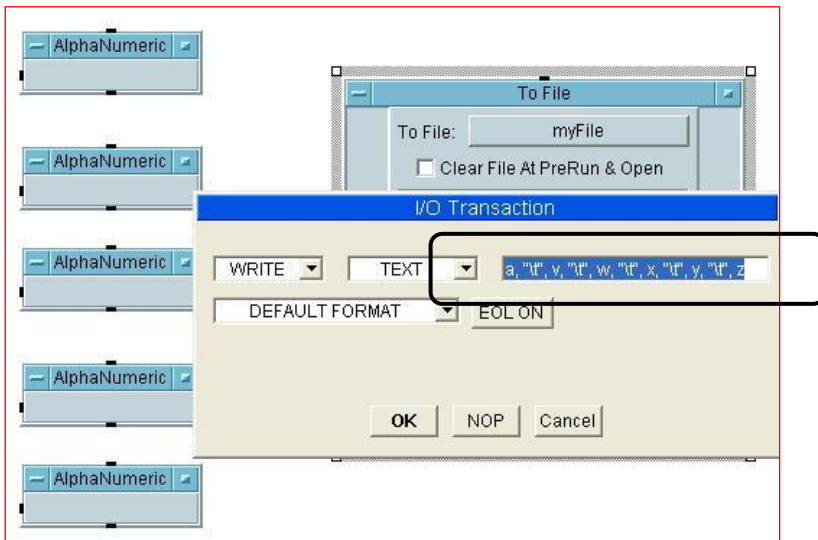 AlphaNumeric
To File
To File: myFile
Clear File At PreRun & Open
AlphaNumeric
I/O Transaction
AlphaNumeric
WRITE TEXT a, "\t", v, "\t", w, "\t", x, "\t", y, "\t", z
DEFAULT FORMAT EOL ON
AlphaNumeric
OK NOP Cancel
AlphaNumeric